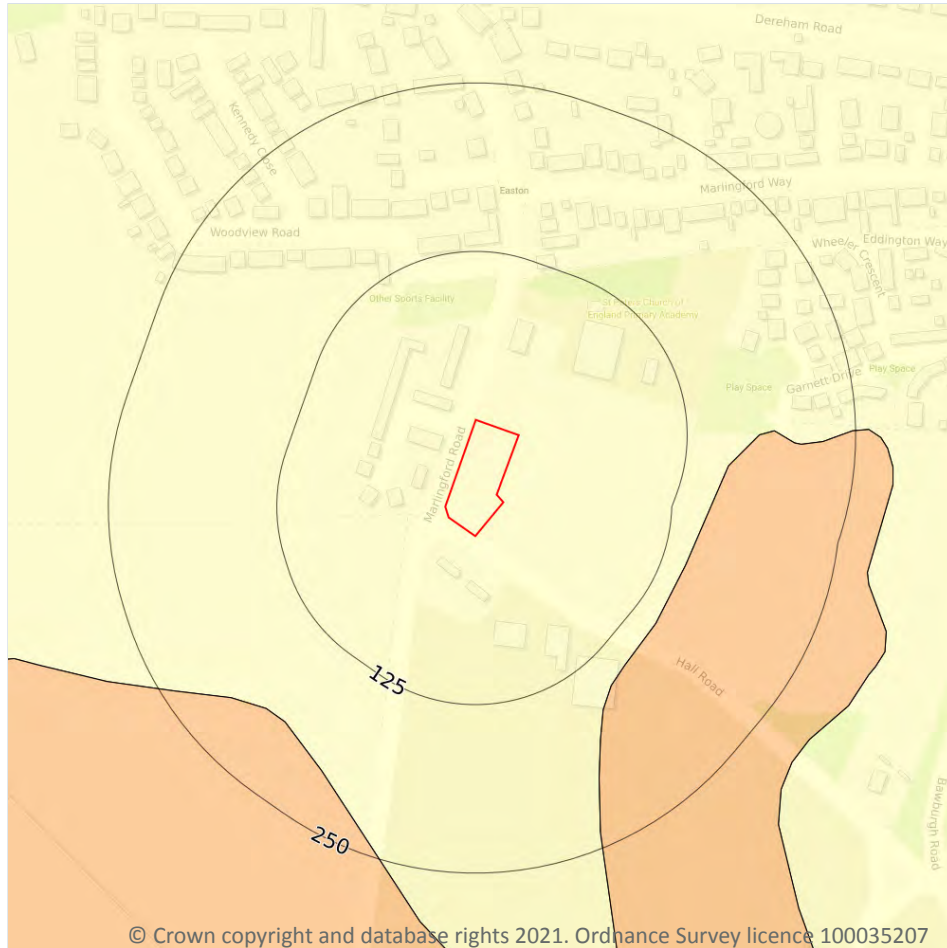 Dereham Road
Kennedy Close
Easton
Marlingford Way
Woodview Road
Wheeler Crescent
Eddington Way
Other Sports Facility
St Peters Church of
England Primary Academy
Play Space
Play Space
Garnett Drive
Marlingford Road
125
Hall Road
Bawburgh Road
250
© Crown copyright and database rights 2021. Ordnance Survey licence 100035207